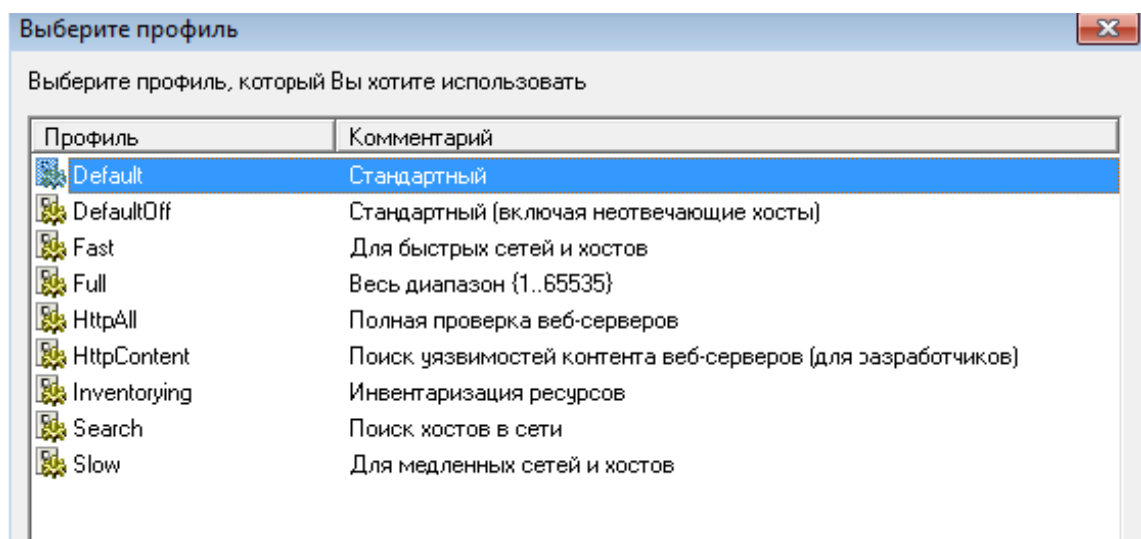 Выберите профиль
Выберите профиль, который Вы хотите использовать
Профиль Комментарий
Default Стандартный
DefaultOff Стандартный (включая неотвечающие хосты)
Fast Для быстрых сетей и хостов
Full Весь диапазон {1..65535}
HttpAll Полная проверка веб-серверов
HttpContent Поиск уязвимостей контента веб-серверов (для разработчиков)
Inventorying Инвентаризация ресурсов
Search Поиск хостов в сети
Slow Для медленных сетей и хостов